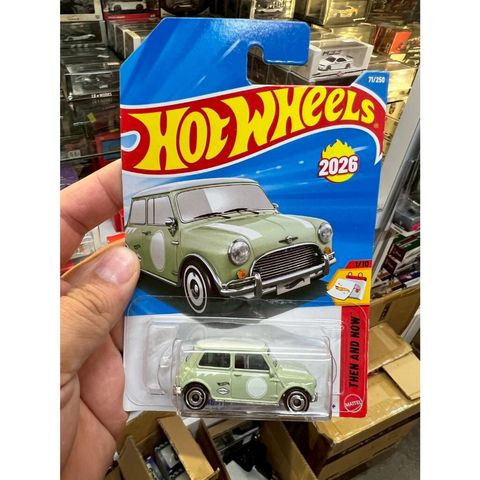 71/250
HOT WHEELS
2026
1/10
THEN AND NOW
MATTEL